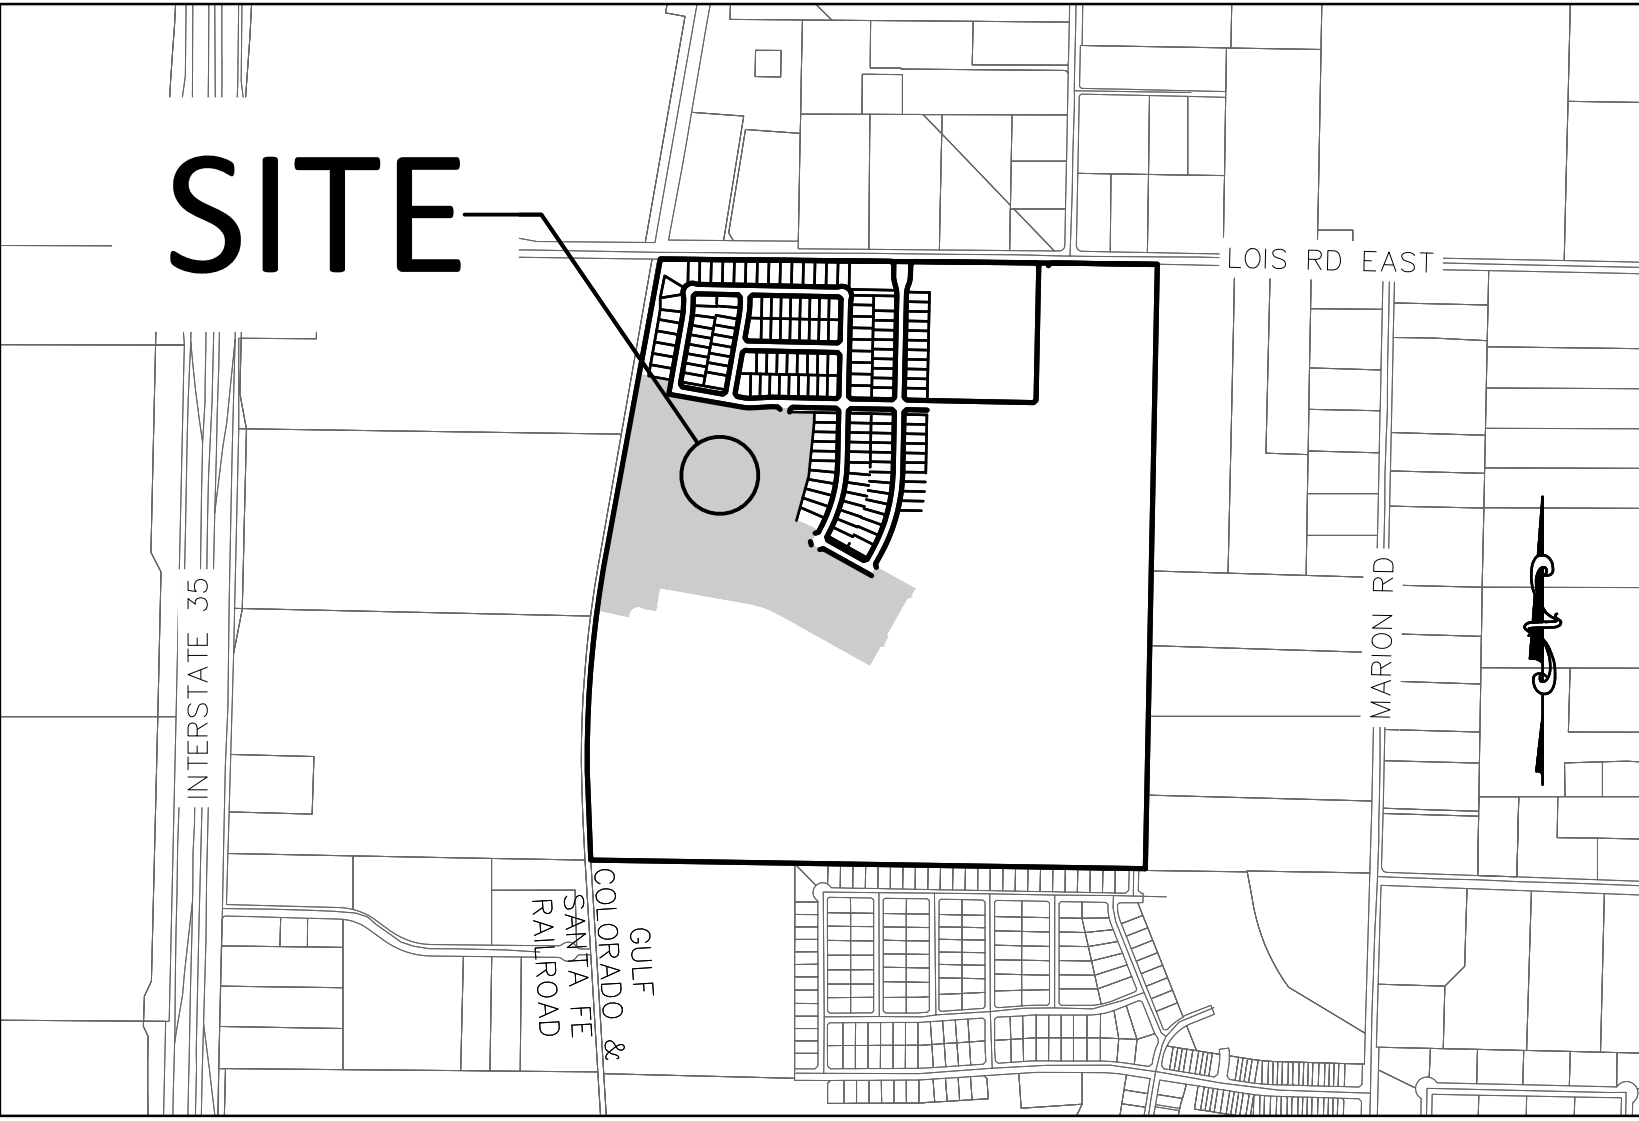 SITE
LOIS RD EAST
INTERSTATE 35
MARION RD
GULF
COLORADO &
SANTA FE
RAILROAD